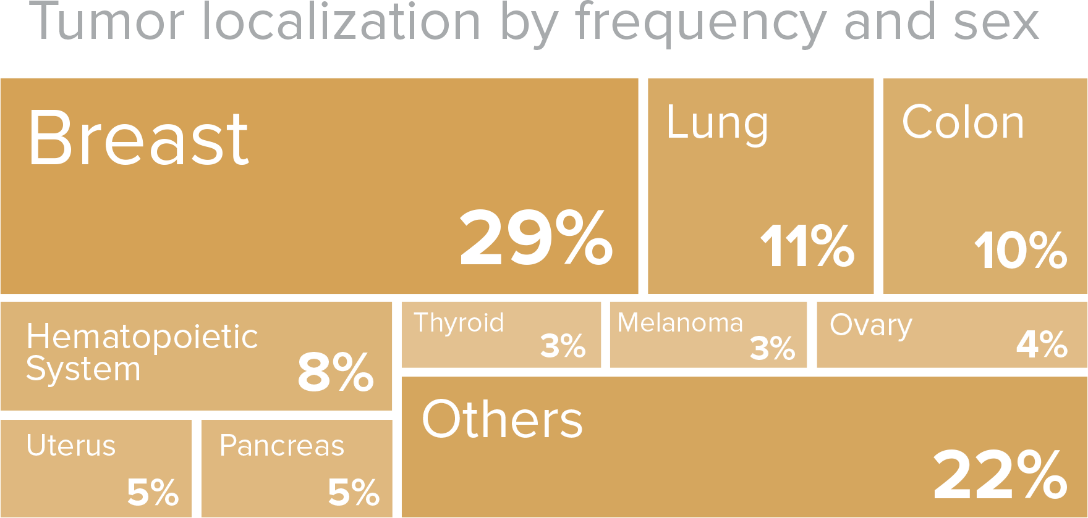 Tumor localization by frequency and sex
Breast
29%
Lung
11%
Colon
10%
Hematopoietic
System
8%
Thyroid
3%
Melanoma
3%
Ovary
4%
Uterus
5%
Pancreas
5%
Others
22%